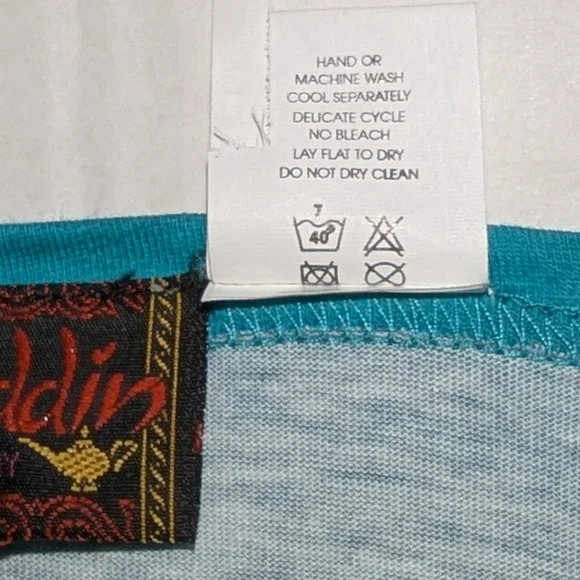 HAND OR
MACHINE WASH
COOL SEPARATELY
DELICATE CYCLE
NO BLEACH
LAY FLAT TO DRY
DO NOT DRY CLEAN
7
40°
ddin